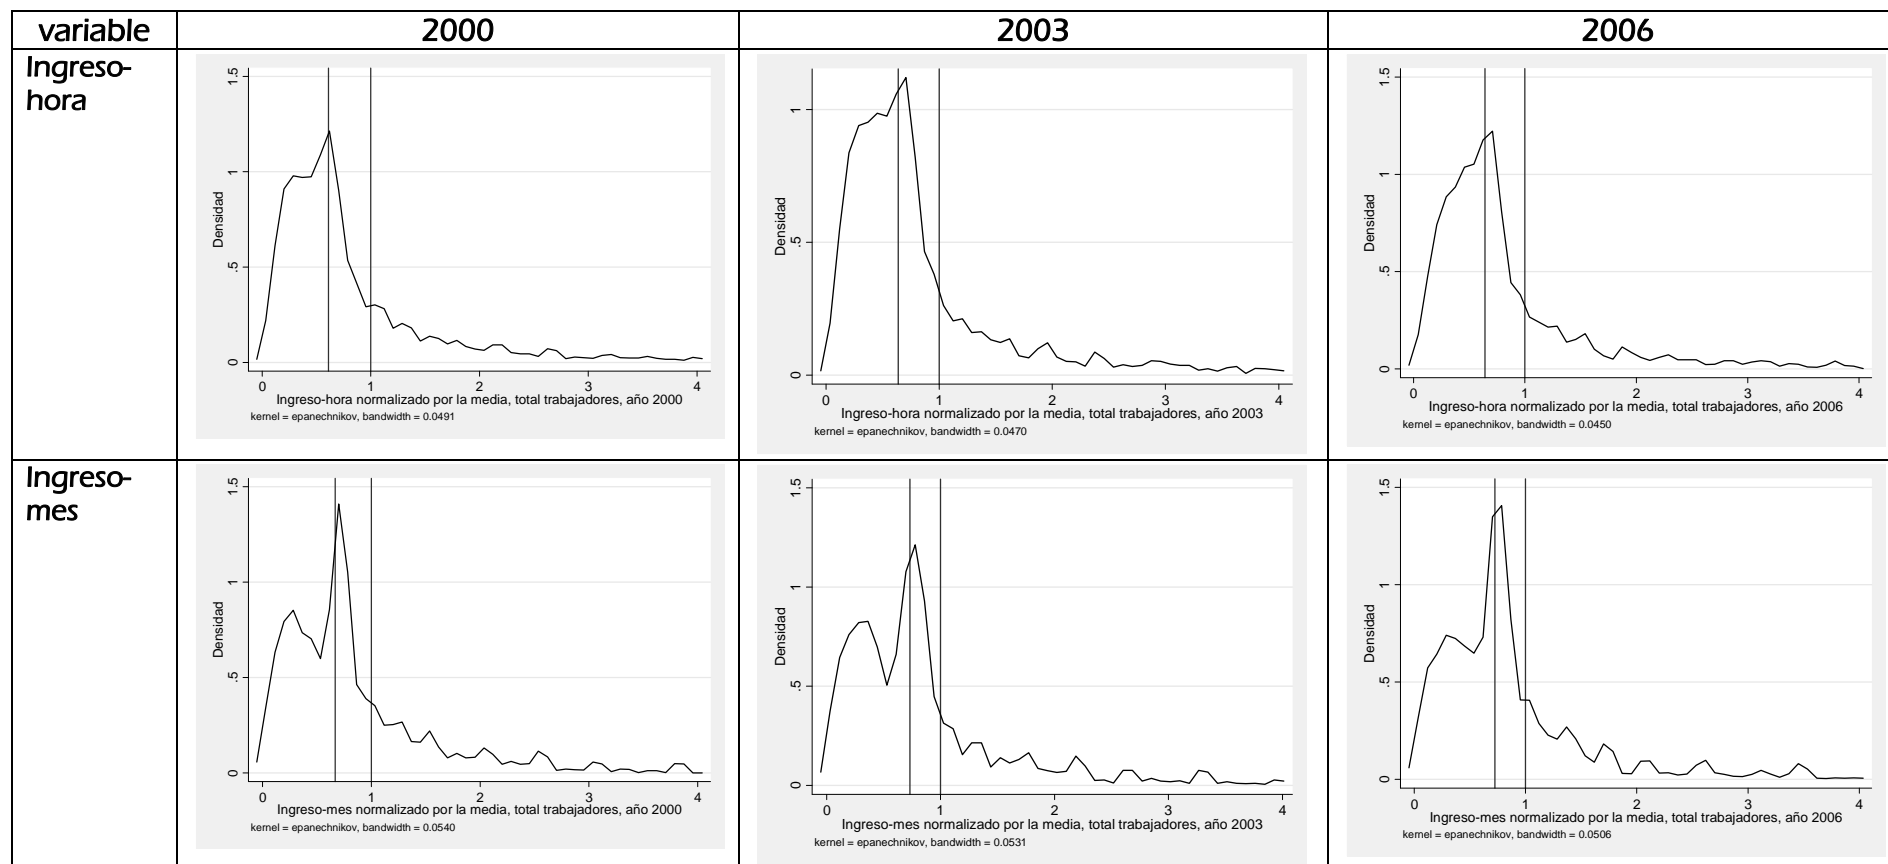 variable 2000 2003 2006
Ingreso-
hora
1.5
1
.5
0
Densidad
0 1 2 3 4
Ingreso-hora normalizado por la media, total trabajadores, año 2000
kernel = epanechnikov, bandwidth = 0.0491
1
.5
0
Densidad
0 1 2 3 4
Ingreso-hora normalizado por la media, total trabajadores, año 2003
kernel = epanechnikov, bandwidth = 0.0470
1.5
1
.5
0
Densidad
0 1 2 3 4
Ingreso-hora normalizado por la media, total trabajadores, año 2006
kernel = epanechnikov, bandwidth = 0.0450
Ingreso-
mes
1.5
1
.5
0
Densidad
0 1 2 3 4
Ingreso-mes normalizado por la media, total trabajadores, año 2000
kernel = epanechnikov, bandwidth = 0.0540
1.5
1
.5
0
Densidad
0 1 2 3 4
Ingreso-mes normalizado por la media, total trabajadores, año 2003
kernel = epanechnikov, bandwidth = 0.0531
1.5
1
.5
0
Densidad
0 1 2 3 4
Ingreso-mes normalizado por la media, total trabajadores, año 2006
kernel = epanechnikov, bandwidth = 0.0506